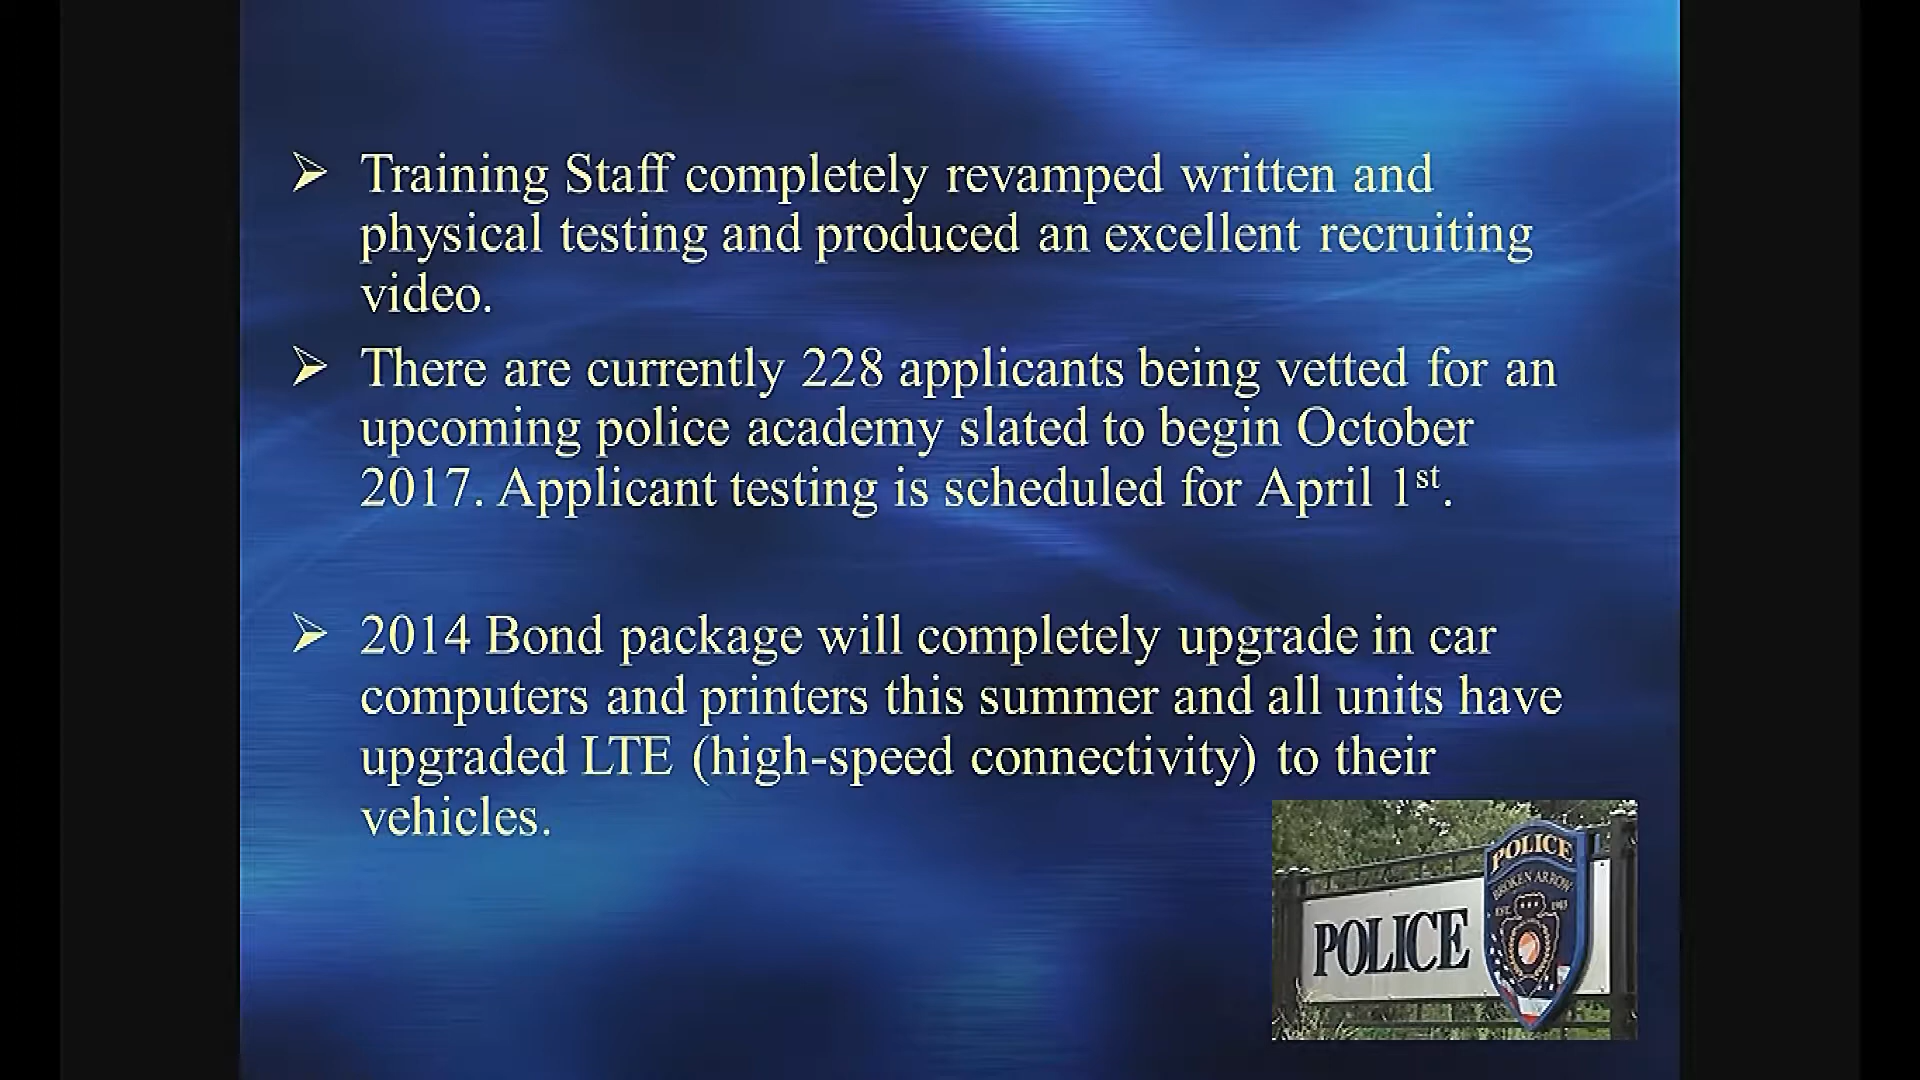 Training Staff completely revamped written and
physical testing and produced an excellent recruiting
video.
There are currently 228 applicants being vetted for an
upcoming police academy slated to begin October
2017. Applicant testing is scheduled for April 1st.
2014 Bond package will completely upgrade in car
computers and printers this summer and all units have
upgraded LTE (high-speed connectivity) to their
vehicles.
POLICE
BROKEN ARROW
EST. 1903
POLICE